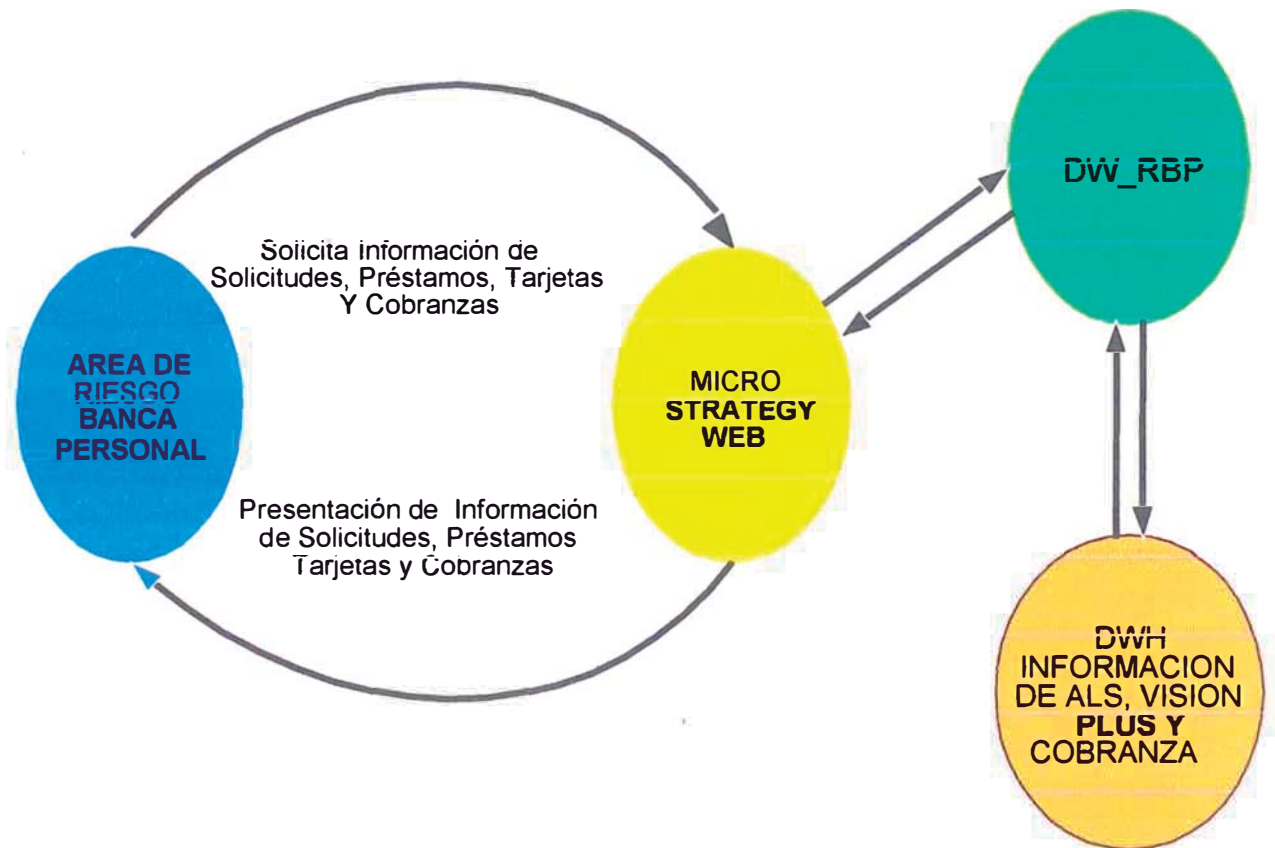 DW_RBP
Solicita Información de
Solicitudes, Préstamos, Tarjetas
Y Cobranzas
AREA DE
RIESGO
BANCA
PERSONAL
MICRO
STRATEGY
WEB
Presentación de Información
de Solicitudes, Préstamos
Tarjetas y Cobranzas
DWH
INFORMACION
DE ALS, VISION
PLUS Y
COBRANZA